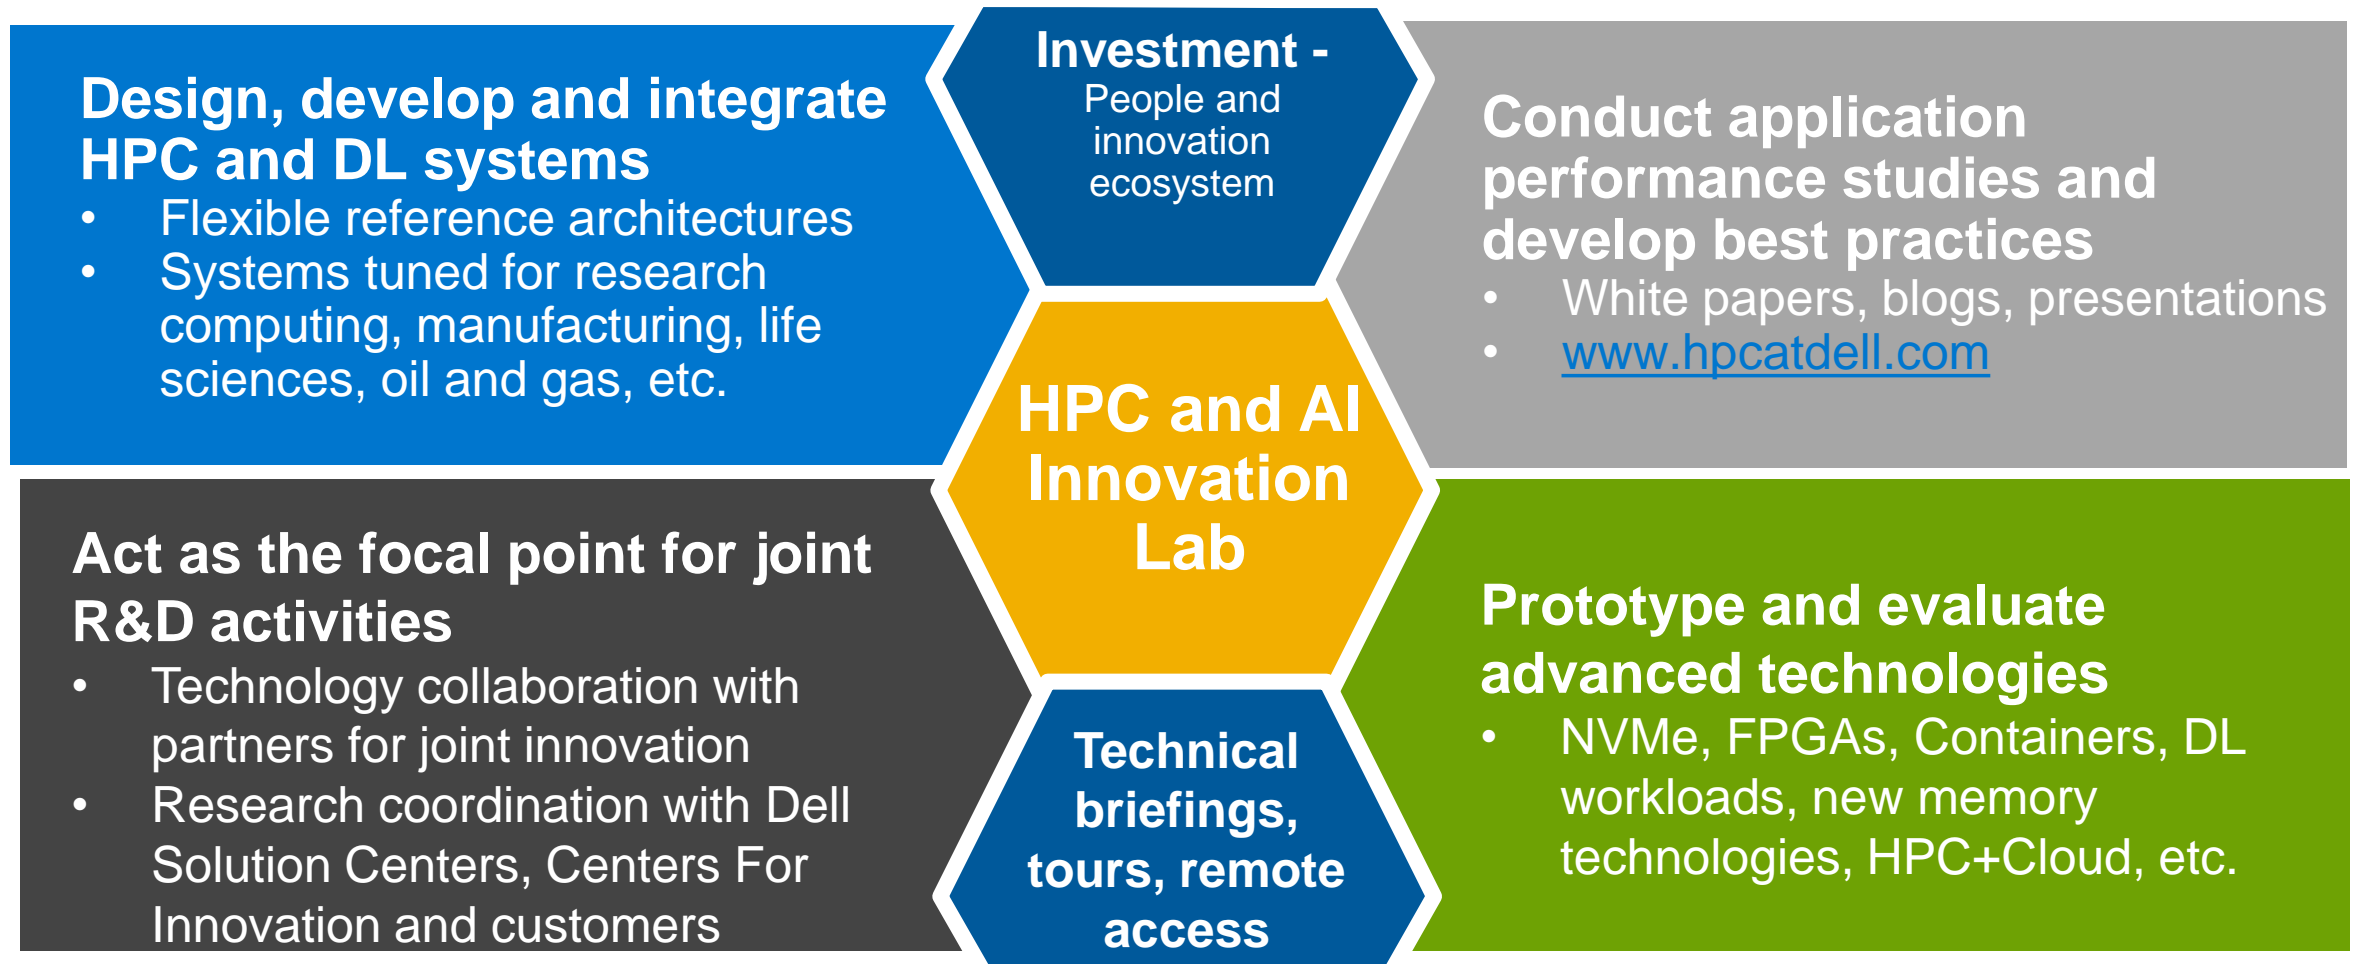 Design, develop and integrate
HPC and DL systems
• Flexible reference architectures
• Systems tuned for research
computing, manufacturing, life
sciences, oil and gas, etc.
Investment -
People and
innovation
ecosystem
Conduct application
performance studies and
develop best practices
• White papers, blogs, presentations
• www.hpcatdell.com
HPC and AI
Innovation
Lab
Act as the focal point for joint
R&D activities
• Technology collaboration with
partners for joint innovation
• Research coordination with Dell
Solution Centers, Centers For
Innovation and customers
Technical
briefings,
tours, remote
access
Prototype and evaluate
advanced technologies
• NVMe, FPGAs, Containers, DL
workloads, new memory
technologies, HPC+Cloud, etc.